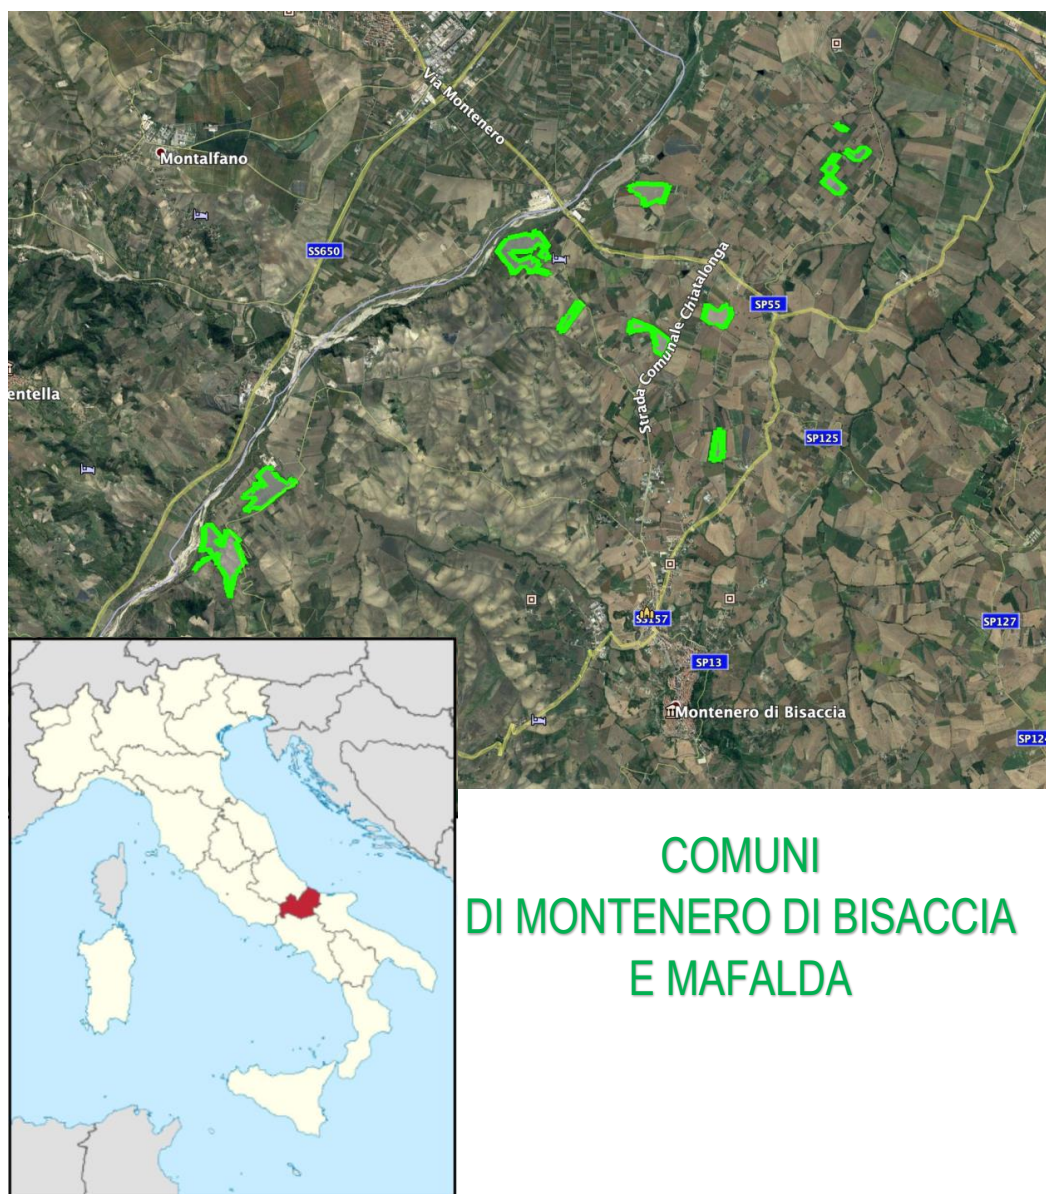 Via Montenero
Montalfano
SS650
Strada Comunale Chiatalonga
SP55
entella
SP125
SS157
SP127
SP13
Montenero di Bisaccia
SP124
COMUNI
DI MONTENERO DI BISACCIA
E MAFALDA